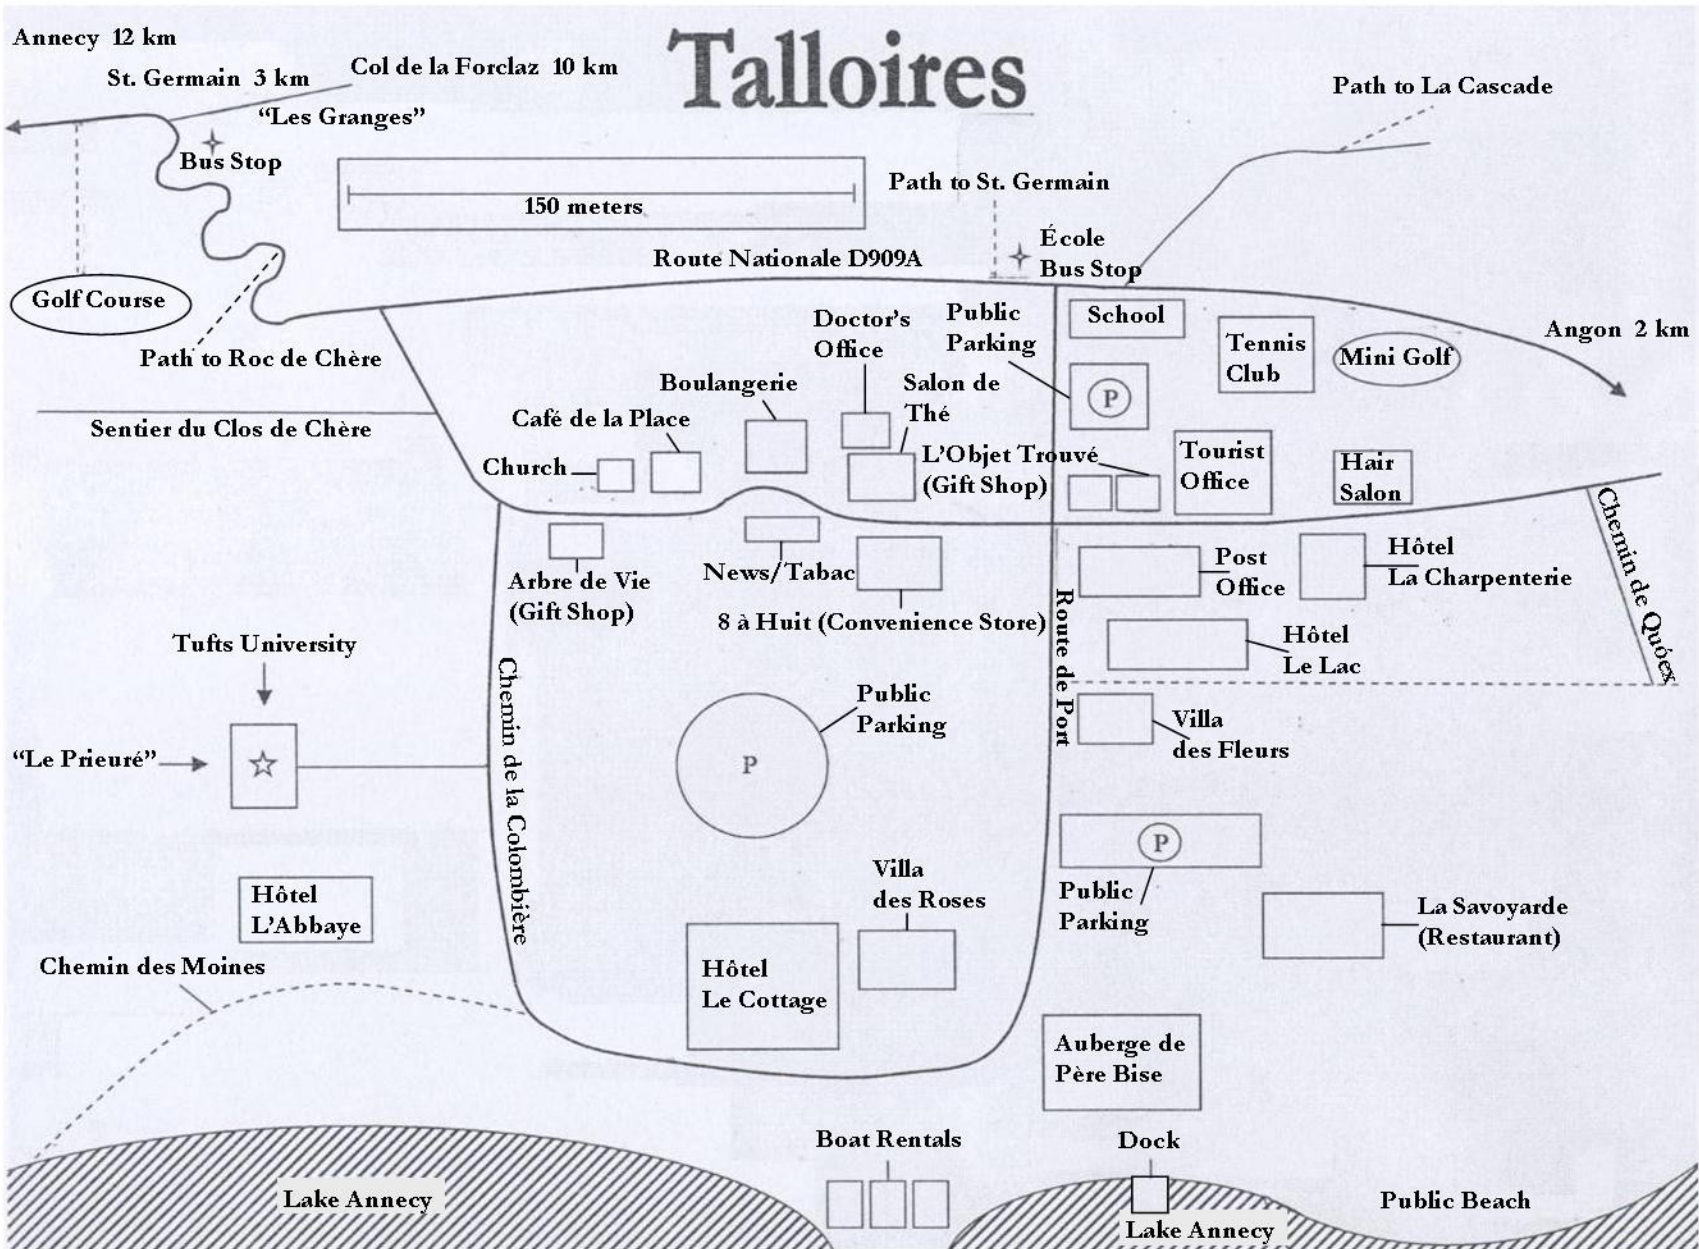 Talloires
Annecy 12 km
St. Germain 3 km
Col de la Forclaz 10 km
"Les Granges"
Bus Stop
Path to La Cascade
150 meters
Path to St. Germain
École
Bus Stop
Route Nationale D909A
Golf Course
Path to Roc de Chère
Sentier du Clos de Chère
Doctor's
Office
Public
Parking
School
P
Tennis
Club
Mini Golf
Angon 2 km
Boulangerie
Salon de
Thé
Café de la Place
Church
L'Objet Trouvé
(Gift Shop)
Tourist
Office
Hair
Salon
Chemin de Quóex
Arbre de Vie
(Gift Shop)
News/Tabac
8 à Huit (Convenience Store)
Post
Office
Hôtel
La Charpenterie
Route de Port
Hôtel
Le Lac
Tufts University
"Le Prieuré"
Chemin de la Colombière
Public
Parking
P
Villa
des Fleurs
P
Public
Parking
Villa
des Roses
Hôtel
L'Abbaye
La Savoyarde
(Restaurant)
Chemin des Moines
Hôtel
Le Cottage
Auberge de
Père Bise
Boat Rentals
Dock
Lake Annecy
Lake Annecy
Public Beach